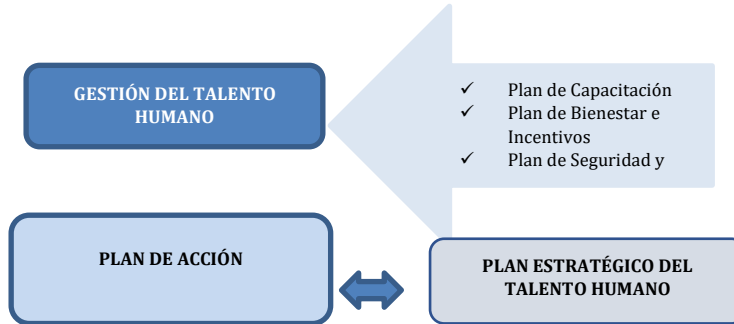 GESTIÓN DEL TALENTO
HUMANO
✓ Plan de Capacitación
✓ Plan de Bienestar e
Incentivos
✓ Plan de Seguridad y
PLAN DE ACCIÓN
PLAN ESTRATÉGICO DEL
TALENTO HUMANO